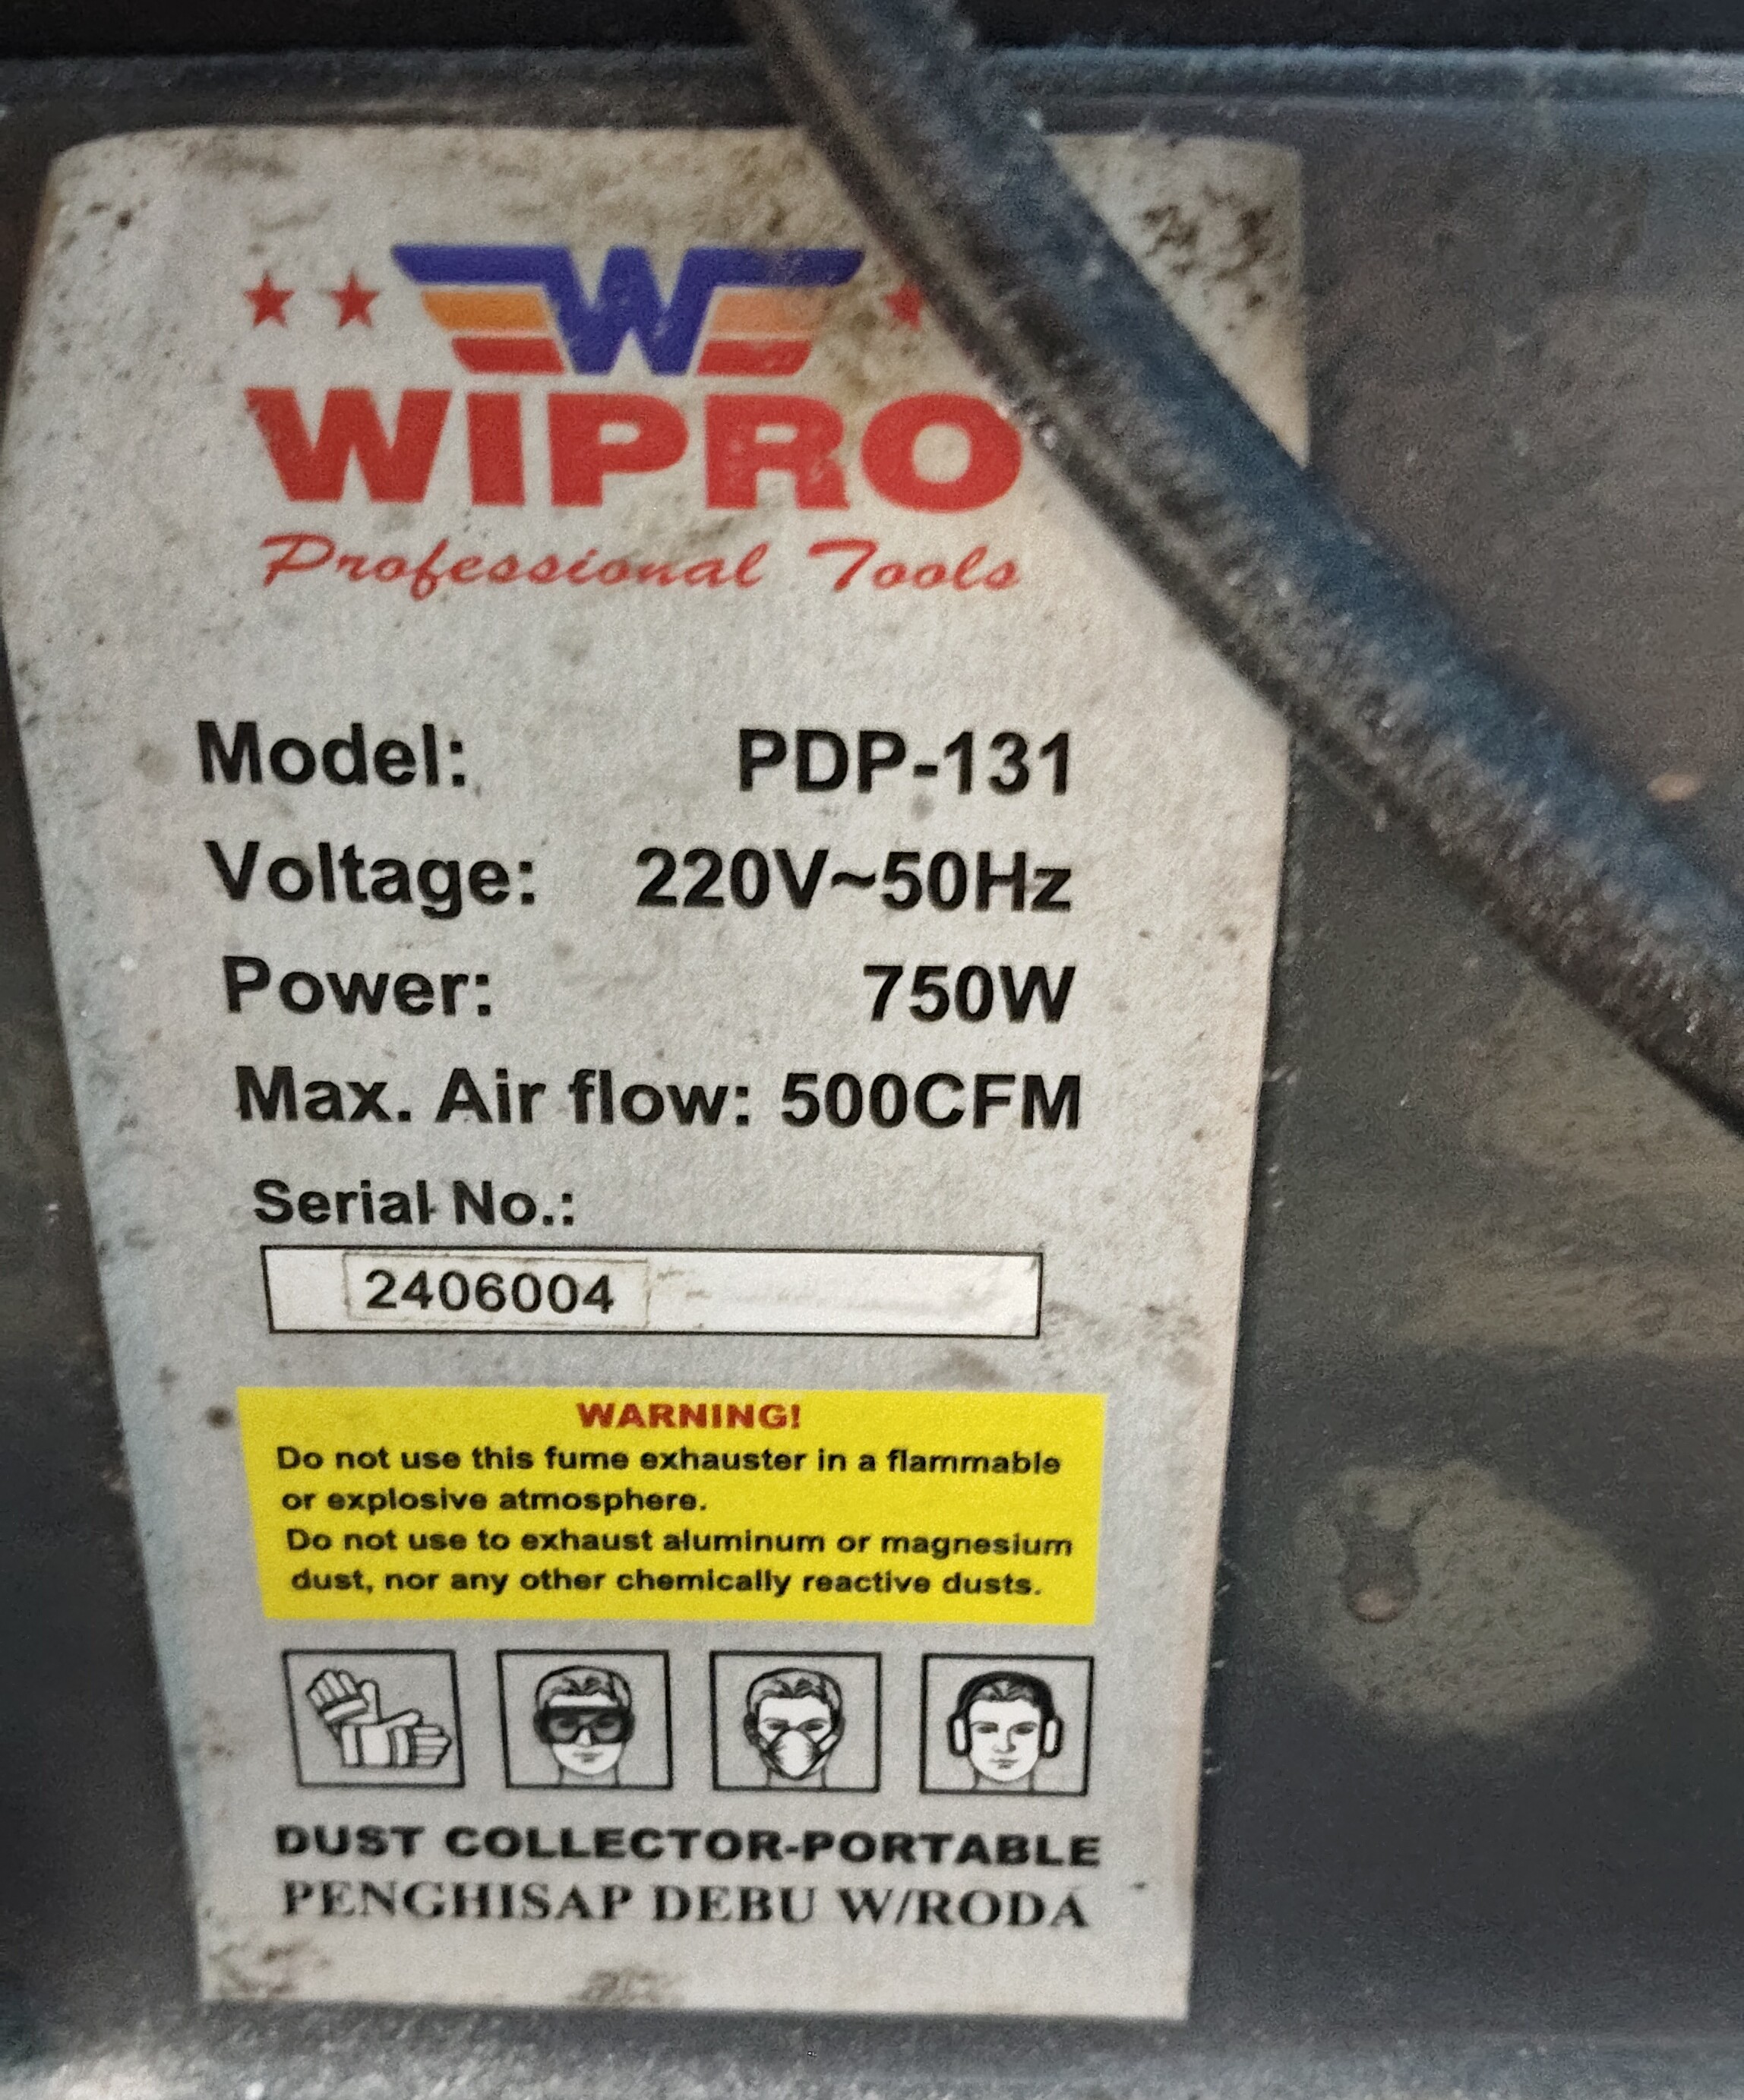 W
WIPRO
Professional Tools
Model: PDP-131
Voltage: 220V~50Hz
Power: 750W
Max. Air flow: 500CFM
Serial No.:
2406004
WARNING!
Do not use this fume exhauster in a flammable
or explosive atmosphere.
Do not use to exhaust aluminum or magnesium
dust, nor any other chemically reactive dusts.
DUST COLLECTOR-PORTABLE
PENGHISAP DEBU W/RODA